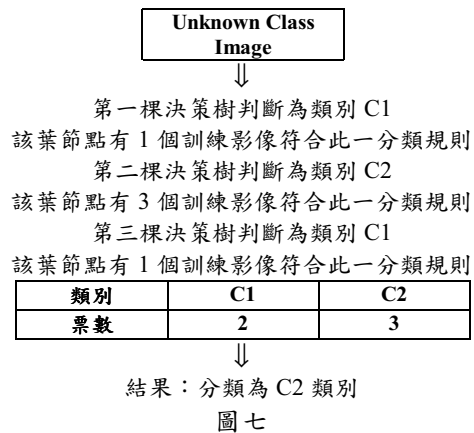 Unknown Class
Image
⇓
第一棵決策樹判斷為類別 C1
該葉節點有 1 個訓練影像符合此一分類規則
第二棵決策樹判斷為類別 C2
該葉節點有 3 個訓練影像符合此一分類規則
第三棵決策樹判斷為類別 C1
該葉節點有 1 個訓練影像符合此一分類規則
類別 C1 C2
票數 2 3
⇓
結果：分類為 C2 類別
圖七